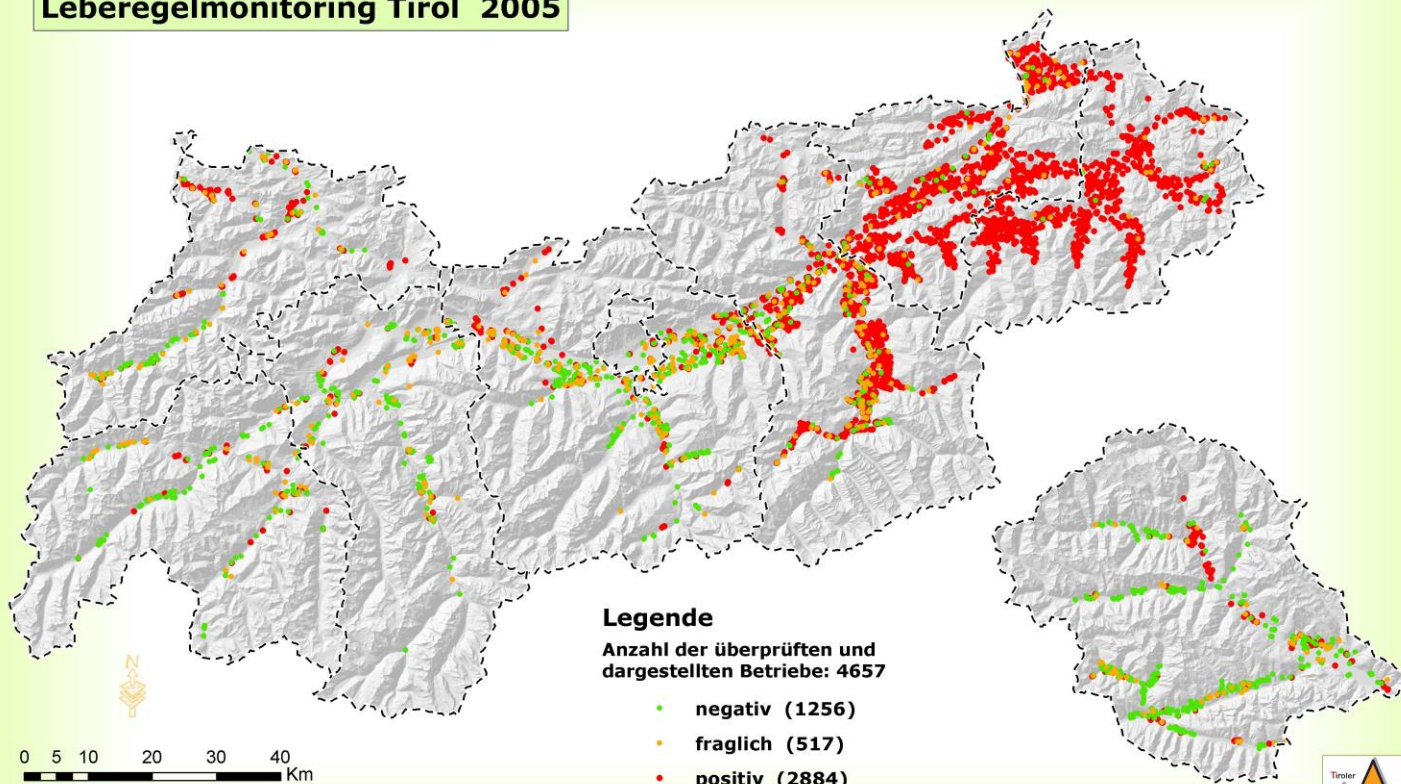 Leberegelmonitoring Tirol 2005
Legende
Anzahl der überprüften und
dargestellten Betriebe: 4657
negativ (1256)
fraglich (517)
positiv (2884)
N
0 5 10 20 30 40
Km
Tiroler